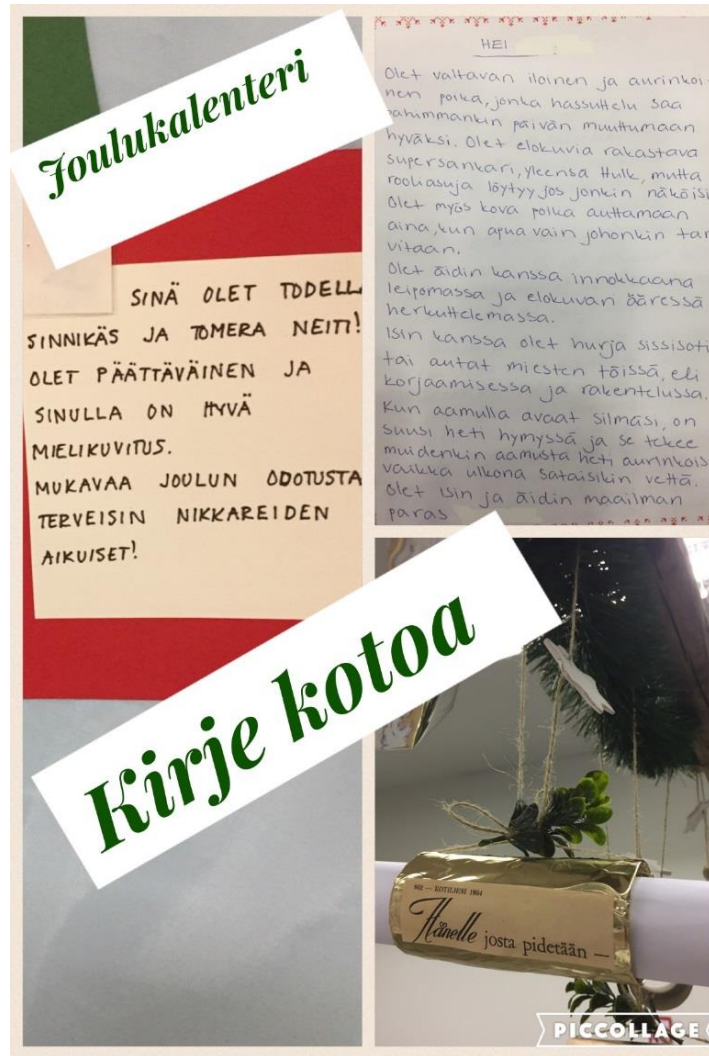 Joulukalenteri
SINÄ OLET TODELL
SINNIKÄS JA TOMERA NEITI!
OLET PÄÄTTÄVÄINEN JA
SINULLA ON HYVÄ
MIELIKUVITUS.
MUKAVAA JOULUN ODOTUSTA
TERVEISIN NIKKAREIDEN
AIKUISET!
HEI
Olet valtavan iloinen ja aurinkoi-
nen poika, jonka hassuttelu saa
rahimmankin päivän muuttumaan
hyväksi. Olet elokuvia rakastava
supersankari, yleensä Hulk, mutta
rooliasuja löytyy jos jonkin näköisi
Olet myös kova poika auttamaan
aina, kun apua vain johonkin tar
vitaan.
Olet äidin kanssa innokkaana
leipomassa ja elokuvan ääressä
herkuttelemassa.
Isin kanssa olet hurja sissisoti
tai autat miesten töissä, eli
korjaamisessa ja rakentelussa.
Kun aamulla avaat silmäsi, on
suusi heti hymyssä ja se tekee
muidenkin aamusta heti aurinkois
vaikka ulkona sataisikin vettä.
Olet isin ja äidin maailman
paras
Kirje kotoa
KOTILIESI 1954
Hänelle josta pidetään —
PICCOLLAGE